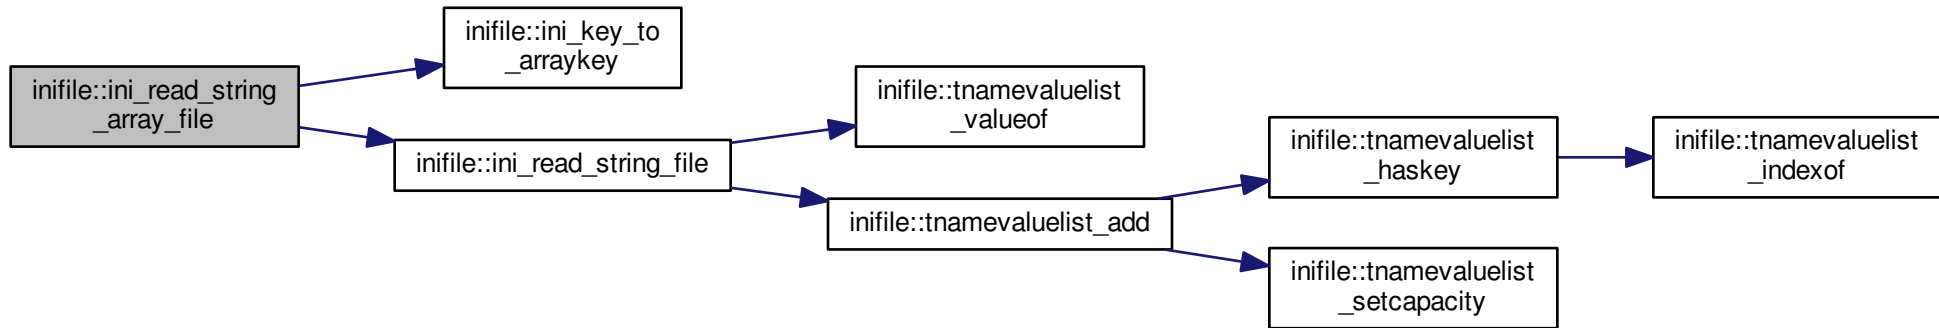 inifile::ini_read_string
_array_file
inifile::ini_key_to
_arraykey
inifile::ini_read_string_file
inifile::tnamevaluelist
_valueof
inifile::tnamevaluelist_add
inifile::tnamevaluelist
_haskey
inifile::tnamevaluelist
_setcapacity
inifile::tnamevaluelist
_indexof